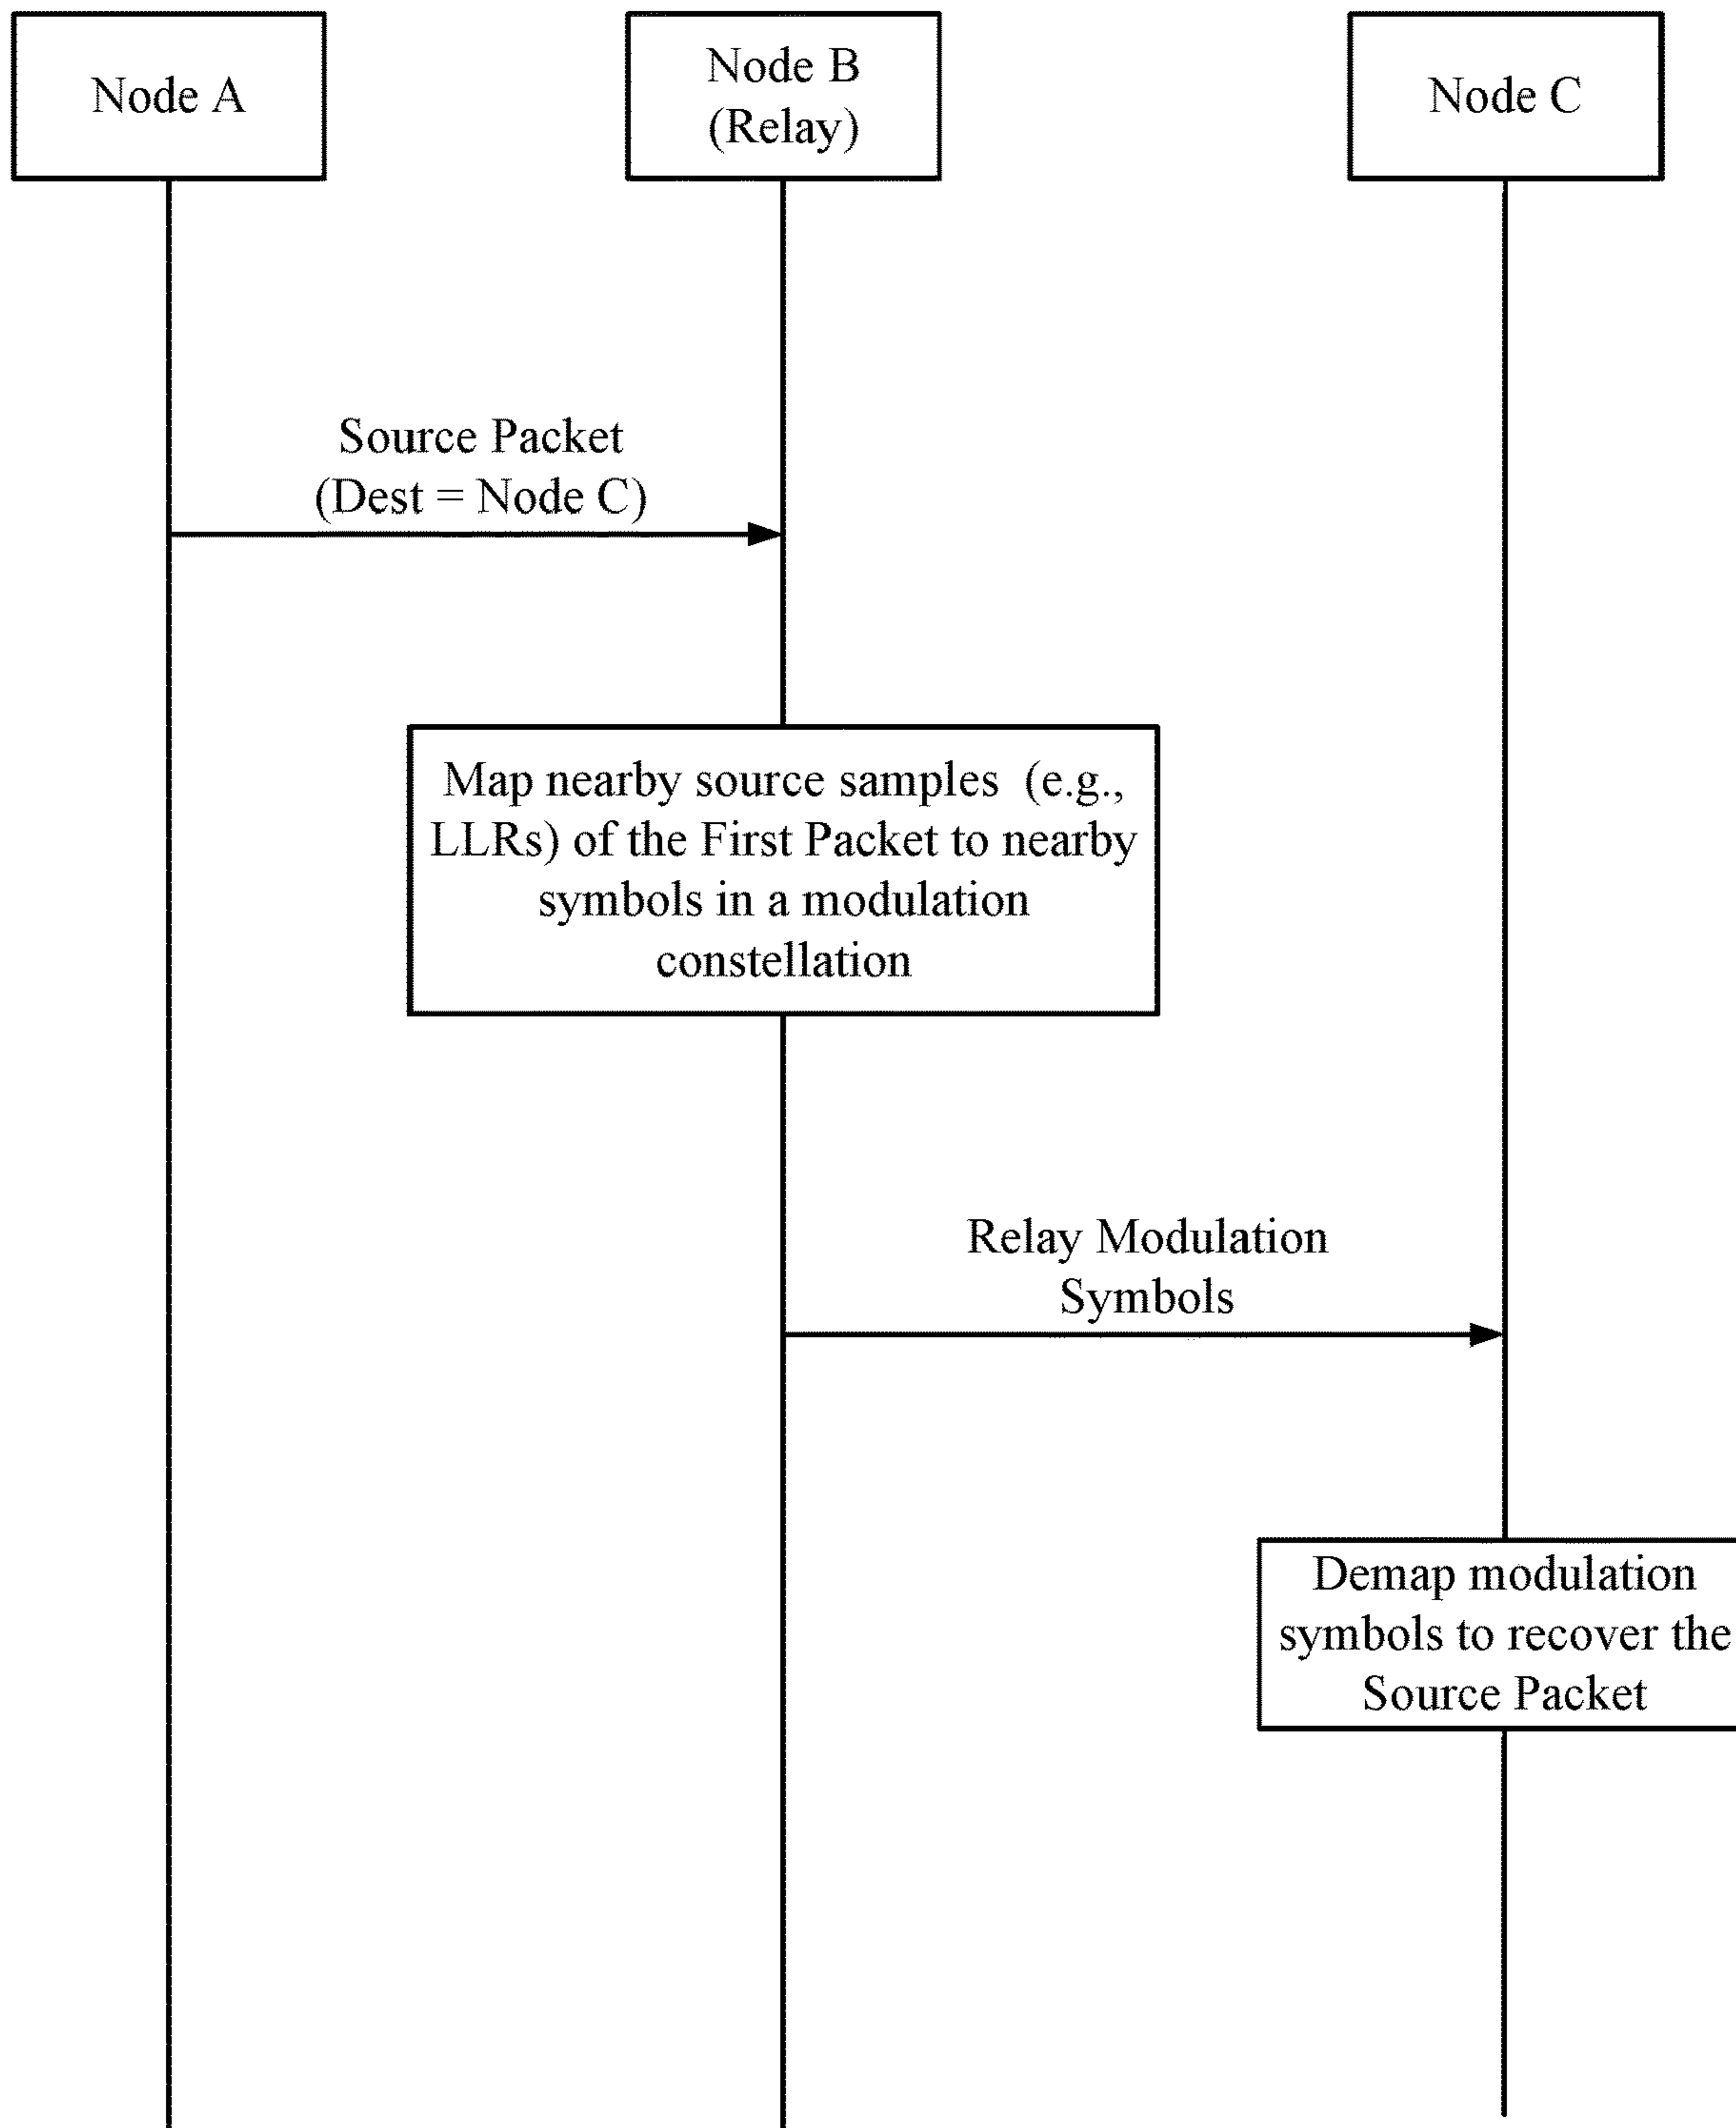 Node A
Node B
(Relay)
Node C
Source Packet
(Dest = Node C)
Map nearby source samples (e.g.,
LLRs) of the First Packet to nearby
symbols in a modulation
constellation
Relay Modulation
Symbols
Demap modulation
symbols to recover the
Source Packet